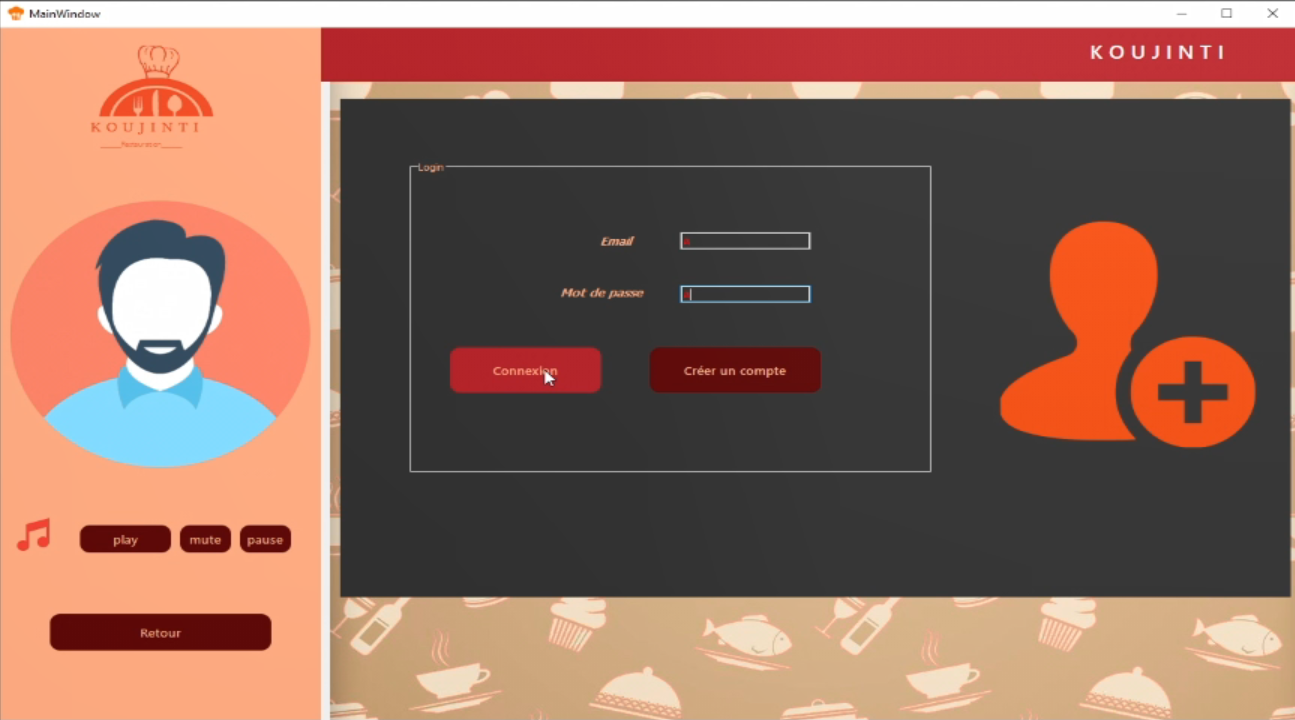 MainWindow
KOUJINTI
KOUJINTI
Restauration
Login
Email
Mot de passe
Connexion
Créer un compte
play
mute
pause
Retour